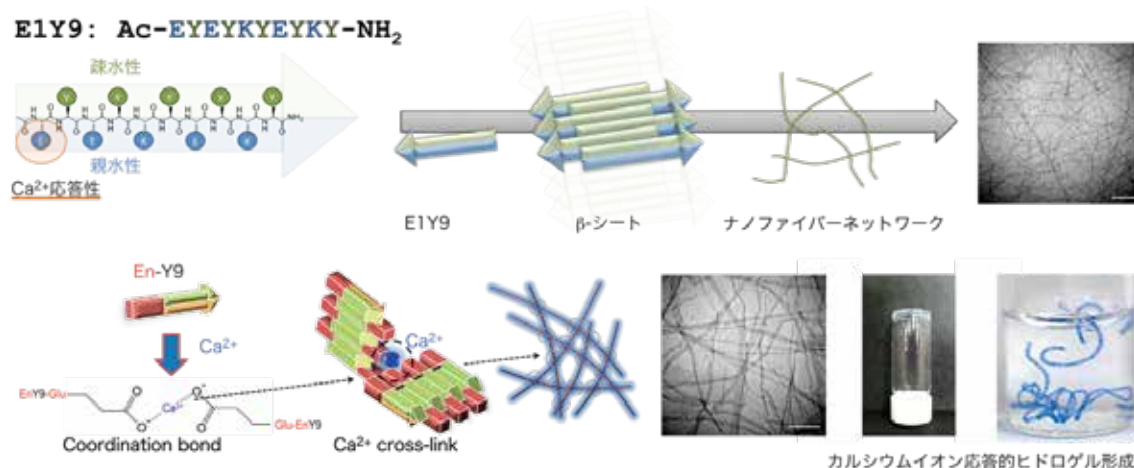 E1Y9: Ac-EYEYKYEYKY-NH₂
疎水性
Y Y Y Y Y
E E K E K
親水性
Ca²⁺応答性
E1Y9
β-シート
ナノファイバーネットワーク
En-Y9
Ca²⁺
EnY9-Glu
Ca²⁺
Glu-EnY9
Coordination bond
Ca²⁺
Ca²⁺ cross-link
カルシウムイオン応答的ヒドロゲル形成